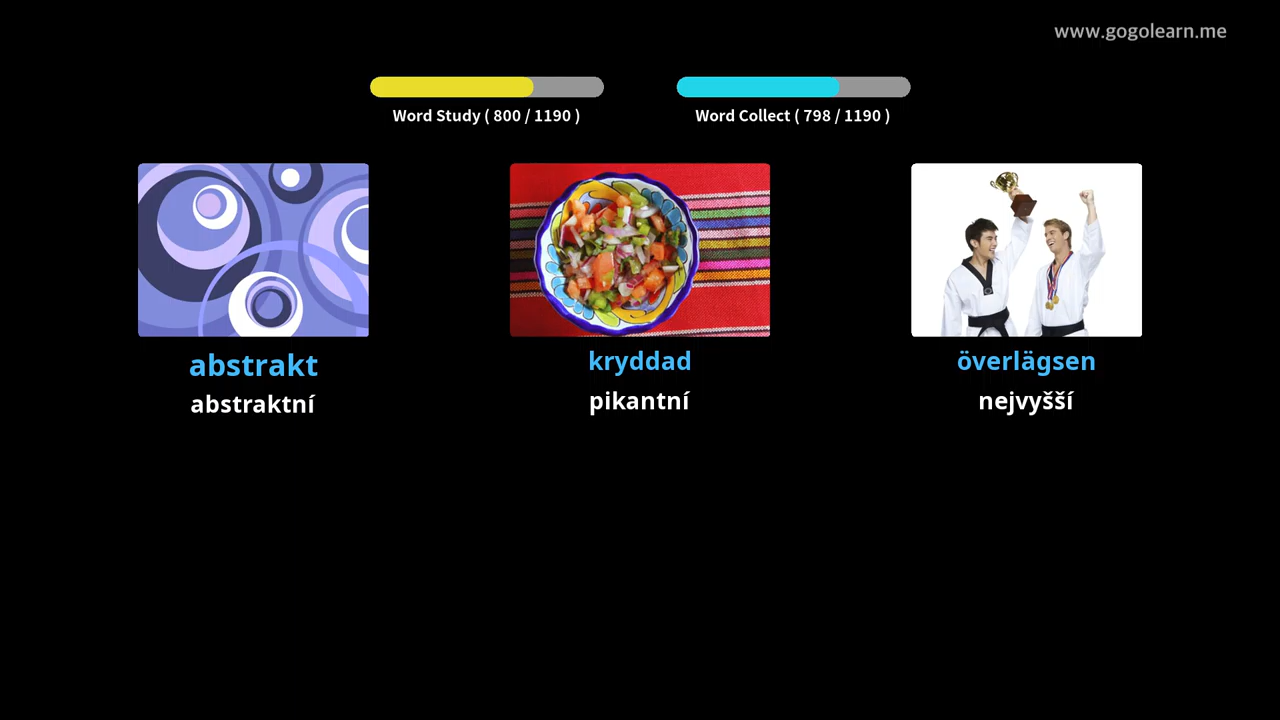 www.gogolearn.me
Word Study ( 800 / 1190 )
Word Collect ( 798 / 1190 )
abstrakt
abstraktní
kryddad
pikantní
överlägsen
nejvyšší